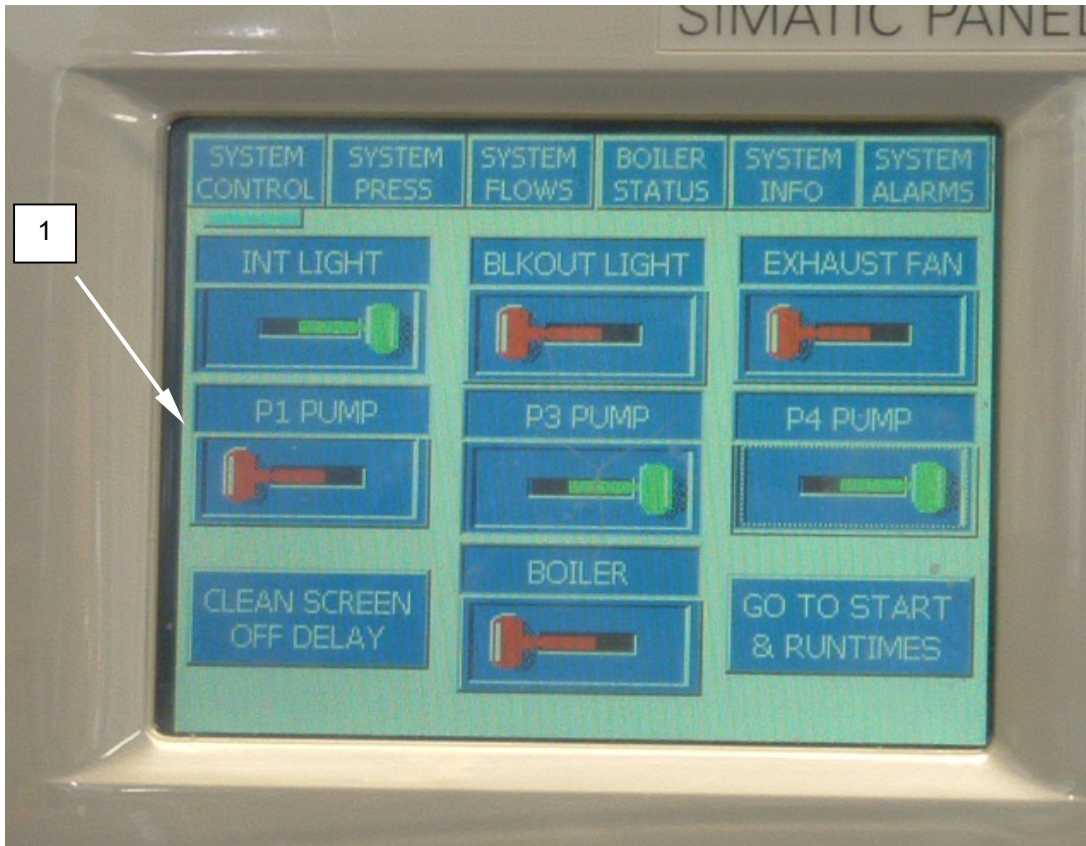 SIMATIC PANEL
SYSTEM CONTROL
SYSTEM PRESS
SYSTEM FLOWS
BOILER STATUS
SYSTEM INFO
SYSTEM ALARMS
1
INT LIGHT
BLKOUT LIGHT
EXHAUST FAN
P1 PUMP
P3 PUMP
P4 PUMP
BOILER
CLEAN SCREEN
OFF DELAY
GO TO START
& RUNTIMES